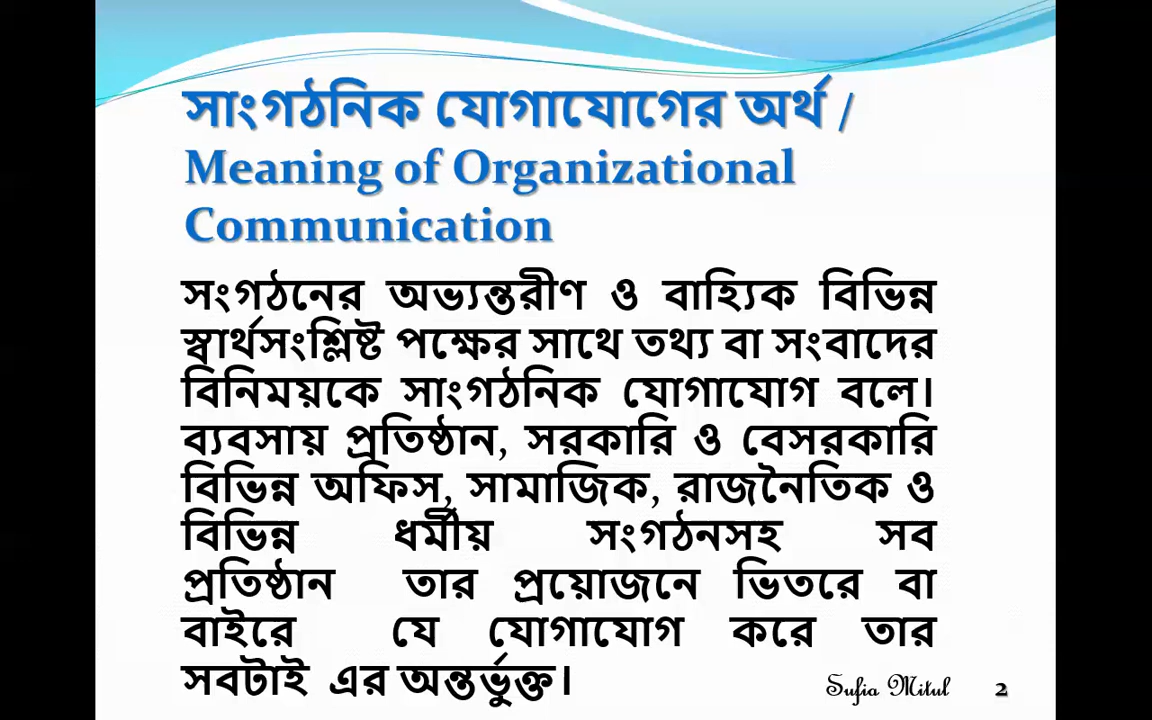 সাংগঠনিক যোগাযোগের অর্থ /
Meaning of Organizational
Communication
সংগঠনের অভ্যন্তরীণ ও বাহ্যিক বিভিন্ন
স্বার্থসংশ্লিষ্ট পক্ষের সাথে তথ্য বা সংবাদের
বিনিময়কে সাংগঠনিক যোগাযোগ বলে।
ব্যবসায় প্রতিষ্ঠান, সরকারি ও বেসরকারি
বিভিন্ন অফিস, সামাজিক, রাজনৈতিক ও
বিভিন্ন ধর্মীয় সংগঠনসহ সব
প্রতিষ্ঠান তার প্রয়োজনে ভিতরে বা
বাইরে যে যোগাযোগ করে তার
সবটাই এর অন্তর্ভুক্ত।
Sufia Mitul 2